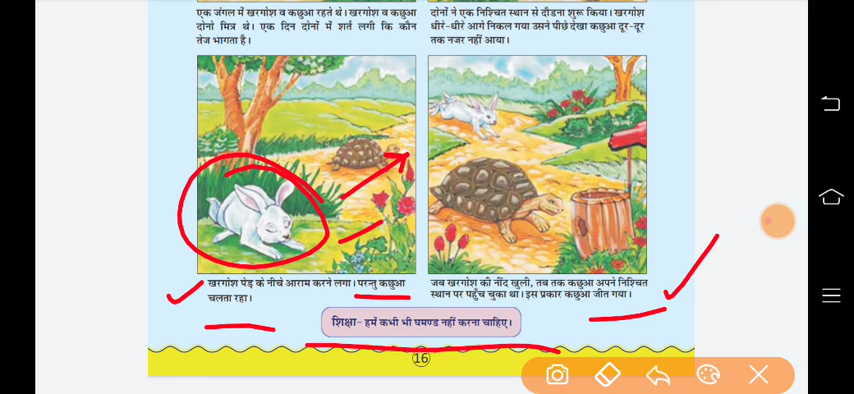 एक जंगल में खरगोश व कछुआ रहते थे। खरगोश व कछुआ
दोनों मित्र थे। एक दिन दोनों में शर्त लगी कि कौन
तेज भागता है।
दोनों ने एक निश्चित स्थान से दौडना शुरू किया। खरगोश
धीरे-धीरे आगे निकल गया उसने पीछे देखा कछुआ दूर-दूर
तक नजर नहीं आया।
खरगोश पेड़ के नीचे आराम करने लगा। परन्तु कछुआ
चलता रहा।
जब खरगोश की नींद खुली, तब तक कछुआ अपने निश्चित
स्थान पर पहुँच चुका था। इस प्रकार कछुआ जीत गया।
शिक्षा- हमें कभी भी घमण्ड नहीं करना चाहिए।
16